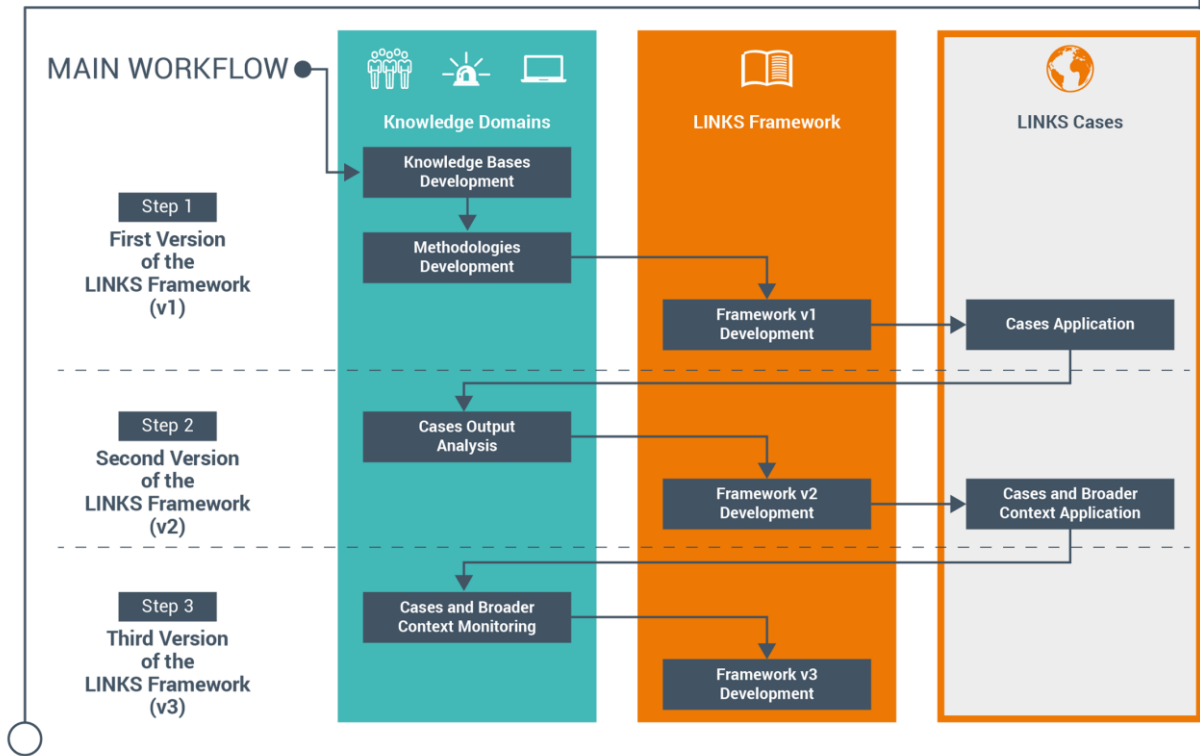 MAIN WORKFLOW
Knowledge Domains
LINKS Framework
LINKS Cases
Knowledge Bases
Development
Step 1
First Version
of the
LINKS Framework
(v1)
Methodologies
Development
Framework v1
Development
Cases Application
Step 2
Second Version
of the
LINKS Framework
(v2)
Cases Output
Analysis
Framework v2
Development
Cases and Broader
Context Application
Step 3
Third Version
of the
LINKS Framework
(v3)
Cases and Broader
Context Monitoring
Framework v3
Development